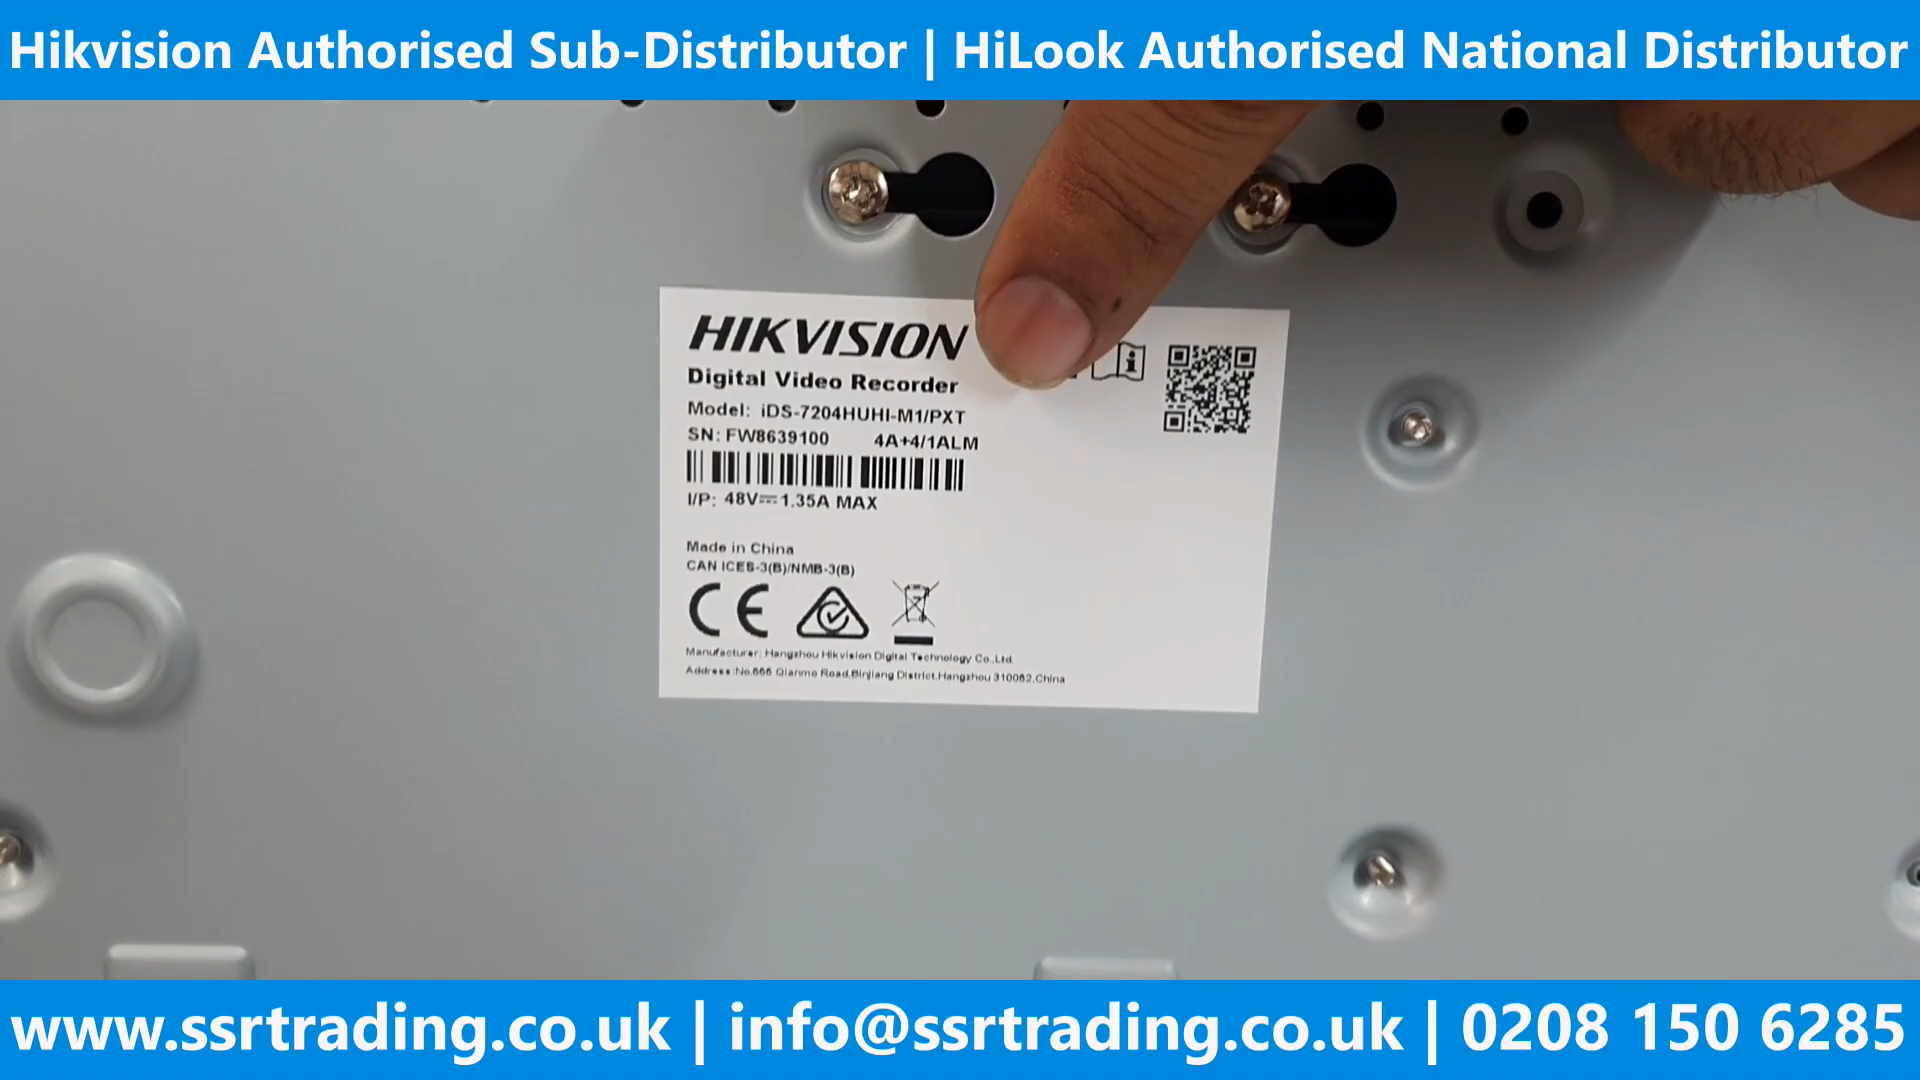 Hikvision Authorised Sub-Distributor | HiLook Authorised National Distributor
HIKVISION
Digital Video Recorder
Model: iDS-7204HUHI-M1/PXT
SN: FW8639100 4A+4/1ALM
I/P: 48V⎓1.35A MAX
Made in China
CAN ICES-3(B)/NMB-3(B)
CE
Manufacturer: Hangzhou Hikvision Digital Technology Co.,Ltd.
Address:No.555 Qianmo Road,Binjiang District,Hangzhou 310052,China
www.ssrtrading.co.uk | info@ssrtrading.co.uk | 0208 150 6285